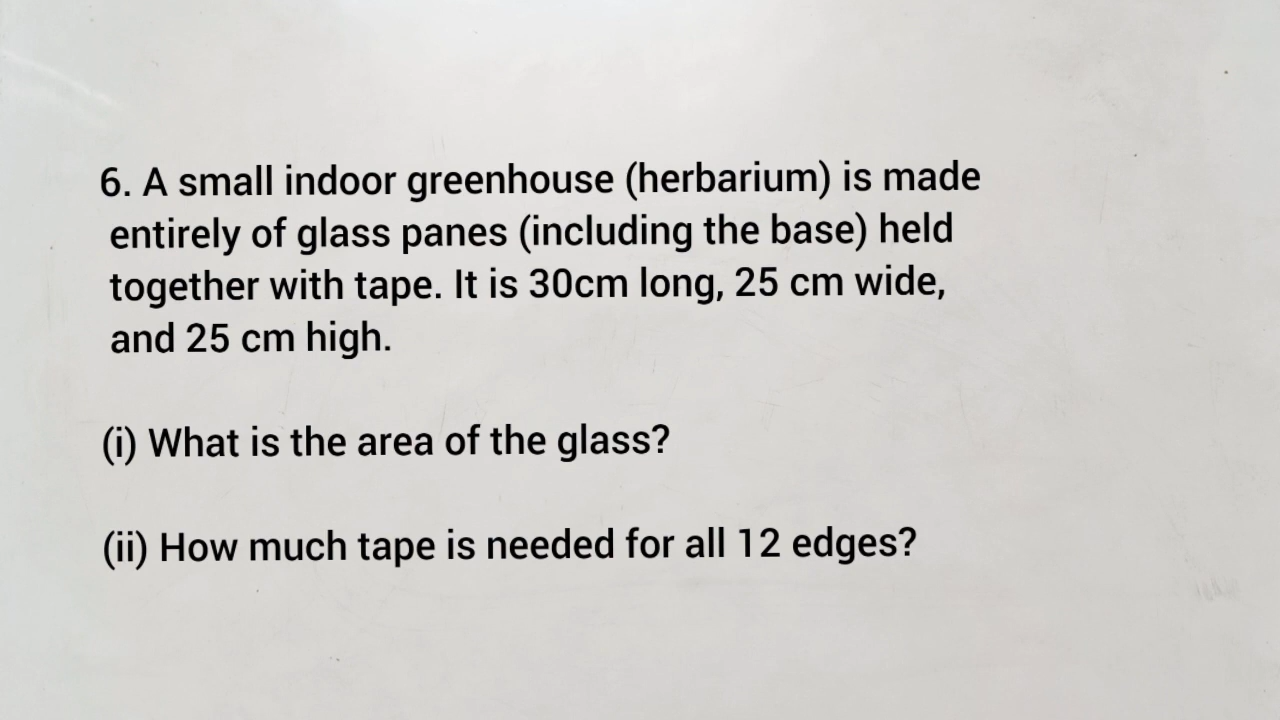 6. A small indoor greenhouse (herbarium) is made
entirely of glass panes (including the base) held
together with tape. It is 30cm long, 25 cm wide,
and 25 cm high.
(i) What is the area of the glass?
(ii) How much tape is needed for all 12 edges?